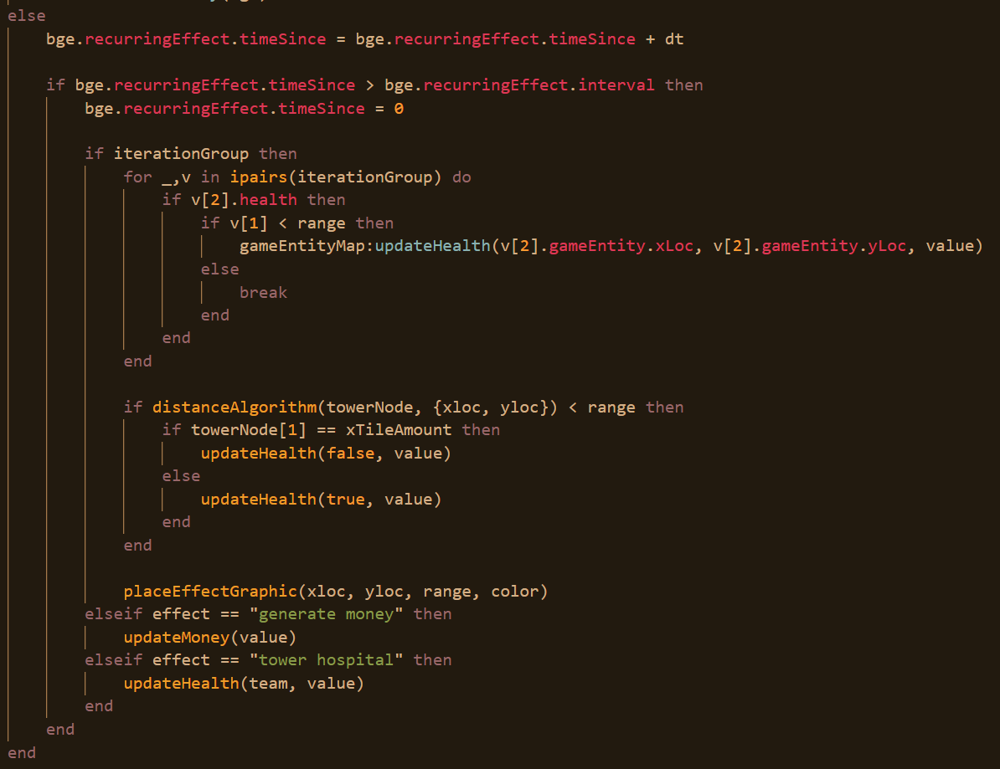 else
    bge.recurringEffect.timeSince = bge.recurringEffect.timeSince + dt

    if bge.recurringEffect.timeSince > bge.recurringEffect.interval then
        bge.recurringEffect.timeSince = 0

        if iterationGroup then
            for _,v in ipairs(iterationGroup) do
                if v[2].health then
                    if v[1] < range then
                        gameEntityMap:updateHealth(v[2].gameEntity.xLoc, v[2].gameEntity.yLoc, value)
                    else
                        break
                    end
                end
            end

            if distanceAlgorithm(towerNode, {xloc, yloc}) < range then
                if towerNode[1] == xTileAmount then
                    updateHealth(false, value)
                else
                    updateHealth(true, value)
                end
            end

            placeEffectGraphic(xloc, yloc, range, color)
        elseif effect == "generate money" then
            updateMoney(value)
        elseif effect == "tower hospital" then
            updateHealth(team, value)
        end
    end
end